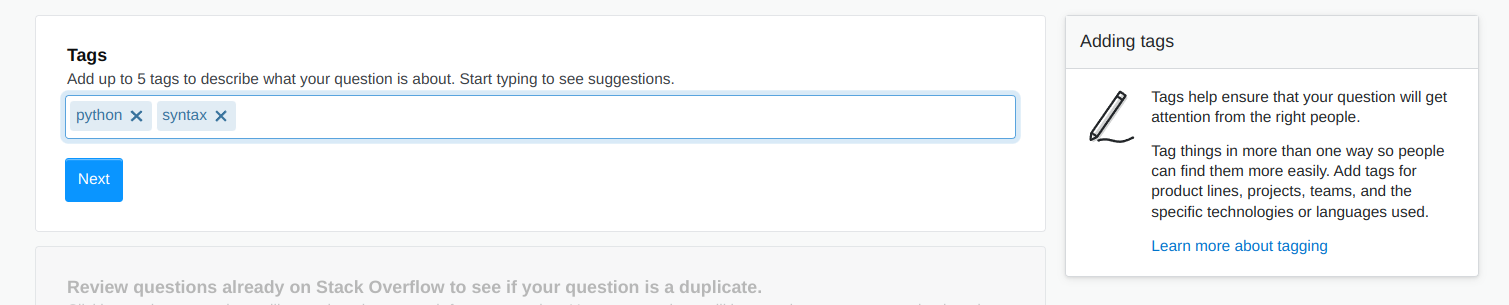 Tags
Add up to 5 tags to describe what your question is about. Start typing to see suggestions.
python
syntax
Next
Review questions already on Stack Overflow to see if your question is a duplicate.
Adding tags
Tags help ensure that your question will get
attention from the right people.
Tag things in more than one way so people
can find them more easily. Add tags for
product lines, projects, teams, and the
specific technologies or languages used.
Learn more about tagging